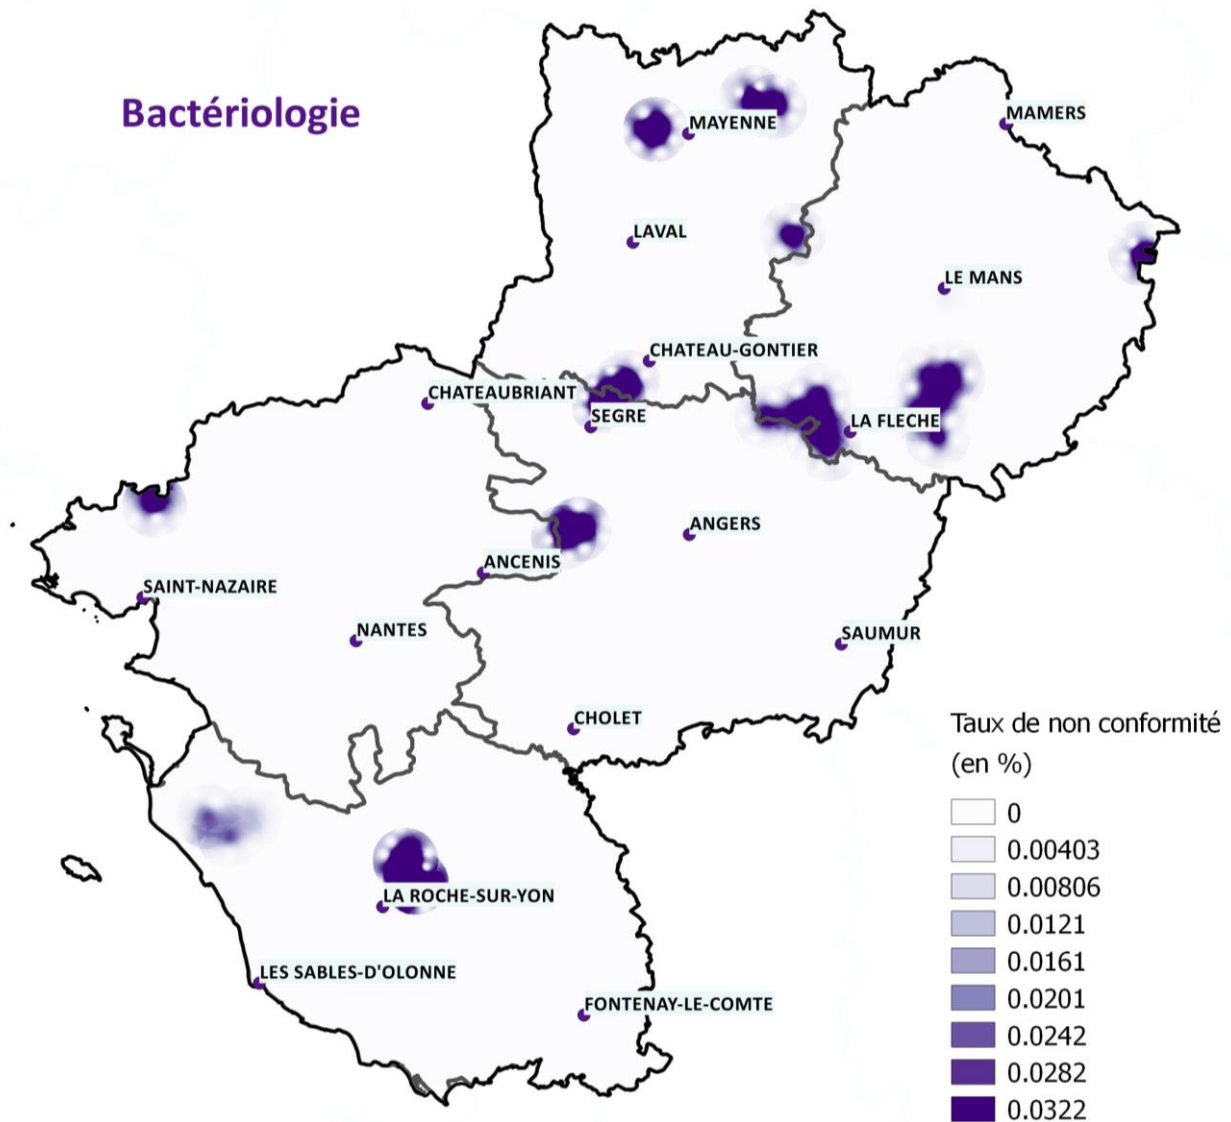 Bactériologie
MAYENNE
MAMERS
LAVAL
LE MANS
CHATEAU-GONTIER
CHATEAUBRIANT
SEGRE
LA FLECHE
ANGERS
ANCENIS
SAINT-NAZAIRE
NANTES
SAUMUR
CHOLET
LA ROCHE-SUR-YON
LES SABLES-D'OLONNE
FONTENAY-LE-COMTE
Taux de non conformité
(en %)
0
0.00403
0.00806
0.0121
0.0161
0.0201
0.0242
0.0282
0.0322